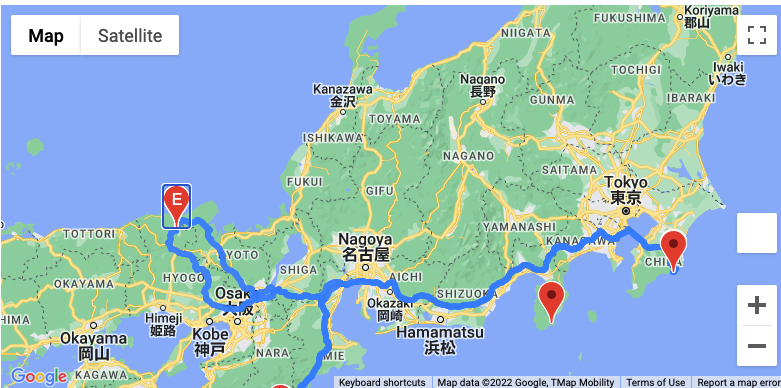 Map
Satellite
Koriyama
郡山
FUKUSHIMA
NIIGATA
Iwaki
いわき
TOCHIGI
Nagano
長野
Kanazawa
金沢
GUNMA
IBARAKI
TOYAMA
ISHIKAWA
NAGANO
SAITAMA
FUKUI
GIFU
Tokyo
東京
E
YAMANASHI
TOTTORI
KANAGAWA
Nagoya
名古屋
YOTO
CHIBA
SHIGA
HYOGO
AICHI
OKAYAMA
Osaka
大阪
SHIZUOKA
Okazaki
岡崎
Himeji
姫路
HIMA
Kobe
神戸
Hamamatsu
浜松
Okayama
岡山
NARA
MIE
KAGAWA
Google
Keyboard shortcuts
Map data ©2022 Google, TMap Mobility
Terms of Use
Report a map error